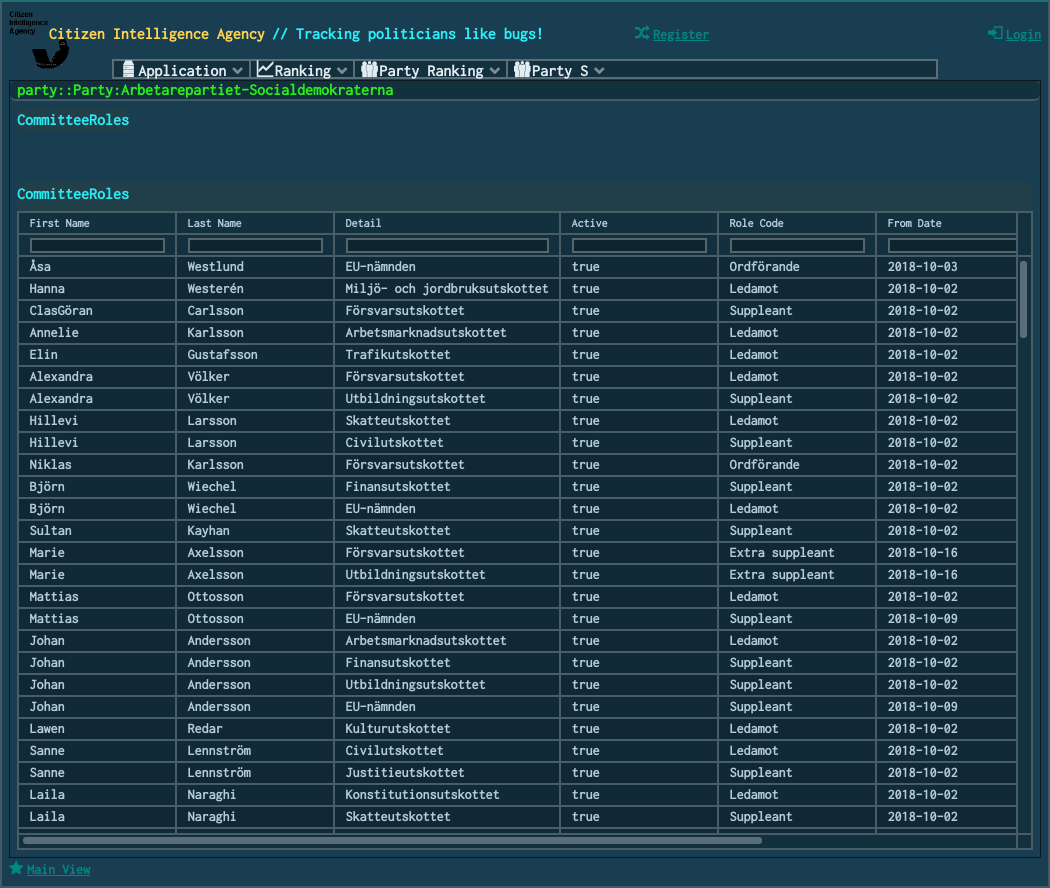 Citizen
Intelligence
Agency
Citizen Intelligence Agency // Tracking politicians like bugs!
Register
Login
Application Ranking Party Ranking Party S
party::Party:Arbetarepartiet-Socialdemokraterna
CommitteeRoles
CommitteeRoles
First Name Last Name Detail Active Role Code From Date
Åsa Westlund EU-nämnden true Ordförande 2018-10-03
Hanna Westerén Miljö- och jordbruksutskottet true Ledamot 2018-10-02
ClasGöran Carlsson Försvarsutskottet true Suppleant 2018-10-02
Annelie Karlsson Arbetsmarknadsutskottet true Ledamot 2018-10-02
Elin Gustafsson Trafikutskottet true Ledamot 2018-10-02
Alexandra Völker Försvarsutskottet true Ledamot 2018-10-02
Alexandra Völker Utbildningsutskottet true Suppleant 2018-10-02
Hillevi Larsson Skatteutskottet true Ledamot 2018-10-02
Hillevi Larsson Civilutskottet true Suppleant 2018-10-02
Niklas Karlsson Försvarsutskottet true Ordförande 2018-10-02
Björn Wiechel Finansutskottet true Suppleant 2018-10-02
Björn Wiechel EU-nämnden true Ledamot 2018-10-02
Sultan Kayhan Skatteutskottet true Suppleant 2018-10-02
Marie Axelsson Försvarsutskottet true Extra suppleant 2018-10-16
Marie Axelsson Utbildningsutskottet true Extra suppleant 2018-10-16
Mattias Ottosson Försvarsutskottet true Ledamot 2018-10-02
Mattias Ottosson EU-nämnden true Suppleant 2018-10-09
Johan Andersson Arbetsmarknadsutskottet true Ledamot 2018-10-02
Johan Andersson Finansutskottet true Suppleant 2018-10-02
Johan Andersson Utbildningsutskottet true Suppleant 2018-10-02
Johan Andersson EU-nämnden true Suppleant 2018-10-09
Lawen Redar Kulturutskottet true Ledamot 2018-10-02
Sanne Lennström Civilutskottet true Ledamot 2018-10-02
Sanne Lennström Justitieutskottet true Suppleant 2018-10-02
Laila Naraghi Konstitutionsutskottet true Ledamot 2018-10-02
Laila Naraghi Skatteutskottet true Suppleant 2018-10-02
Main View